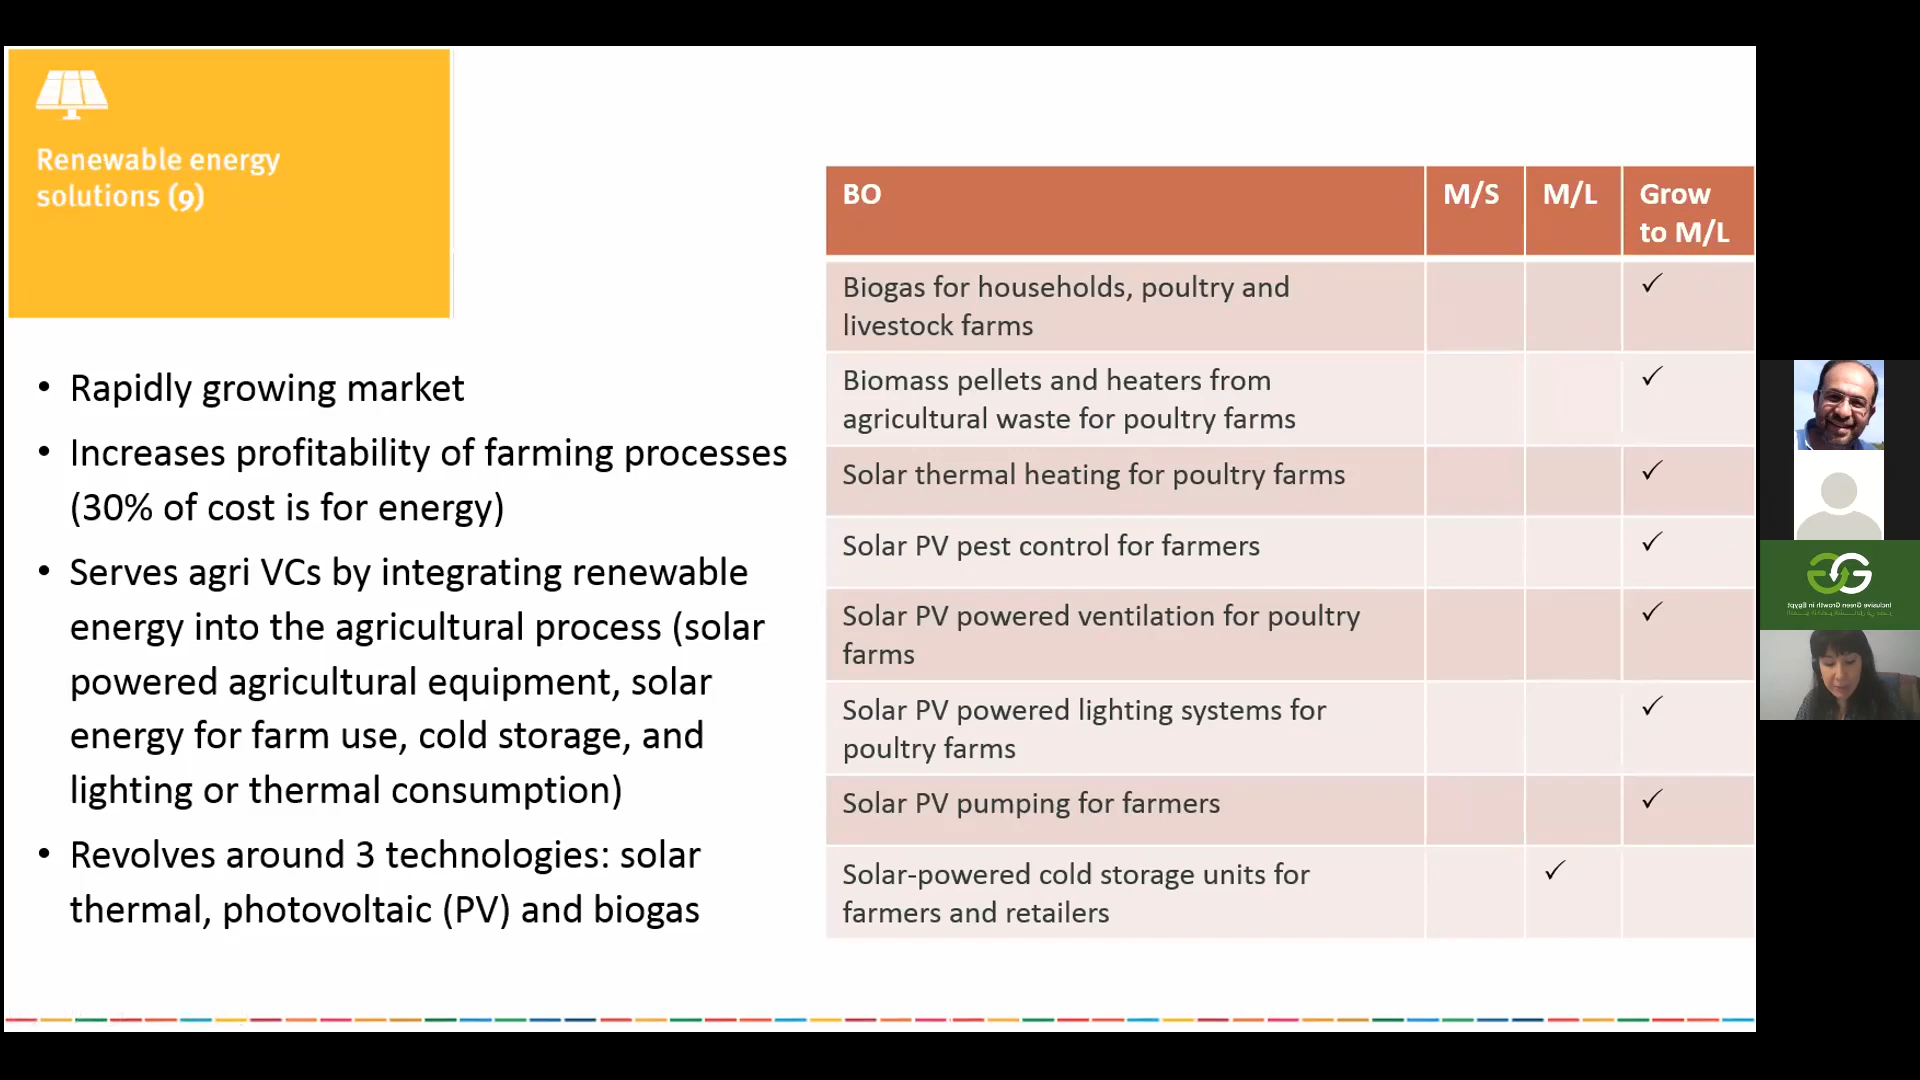 Renewable energy
solutions (9)
• Rapidly growing market
• Increases profitability of farming processes
(30% of cost is for energy)
• Serves agri VCs by integrating renewable
energy into the agricultural process (solar
powered agricultural equipment, solar
energy for farm use, cold storage, and
lighting or thermal consumption)
• Revolves around 3 technologies: solar
thermal, photovoltaic (PV) and biogas
BO M/S M/L Grow
to M/L
Biogas for households, poultry and ✓
livestock farms
Biomass pellets and heaters from ✓
agricultural waste for poultry farms
Solar thermal heating for poultry farms ✓
Solar PV pest control for farmers ✓
Solar PV powered ventilation for poultry ✓
farms
Solar PV powered lighting systems for ✓
poultry farms
Solar PV pumping for farmers ✓
Solar-powered cold storage units for ✓
farmers and retailers
Inclusive Green Growth in Egypt